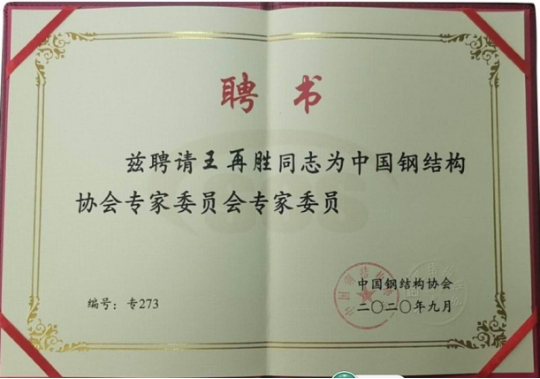 聘书
兹聘请王再胜同志为中国钢结构
协会专家委员会专家委员
中国钢结构协会
编号：专273
二〇二〇年九月